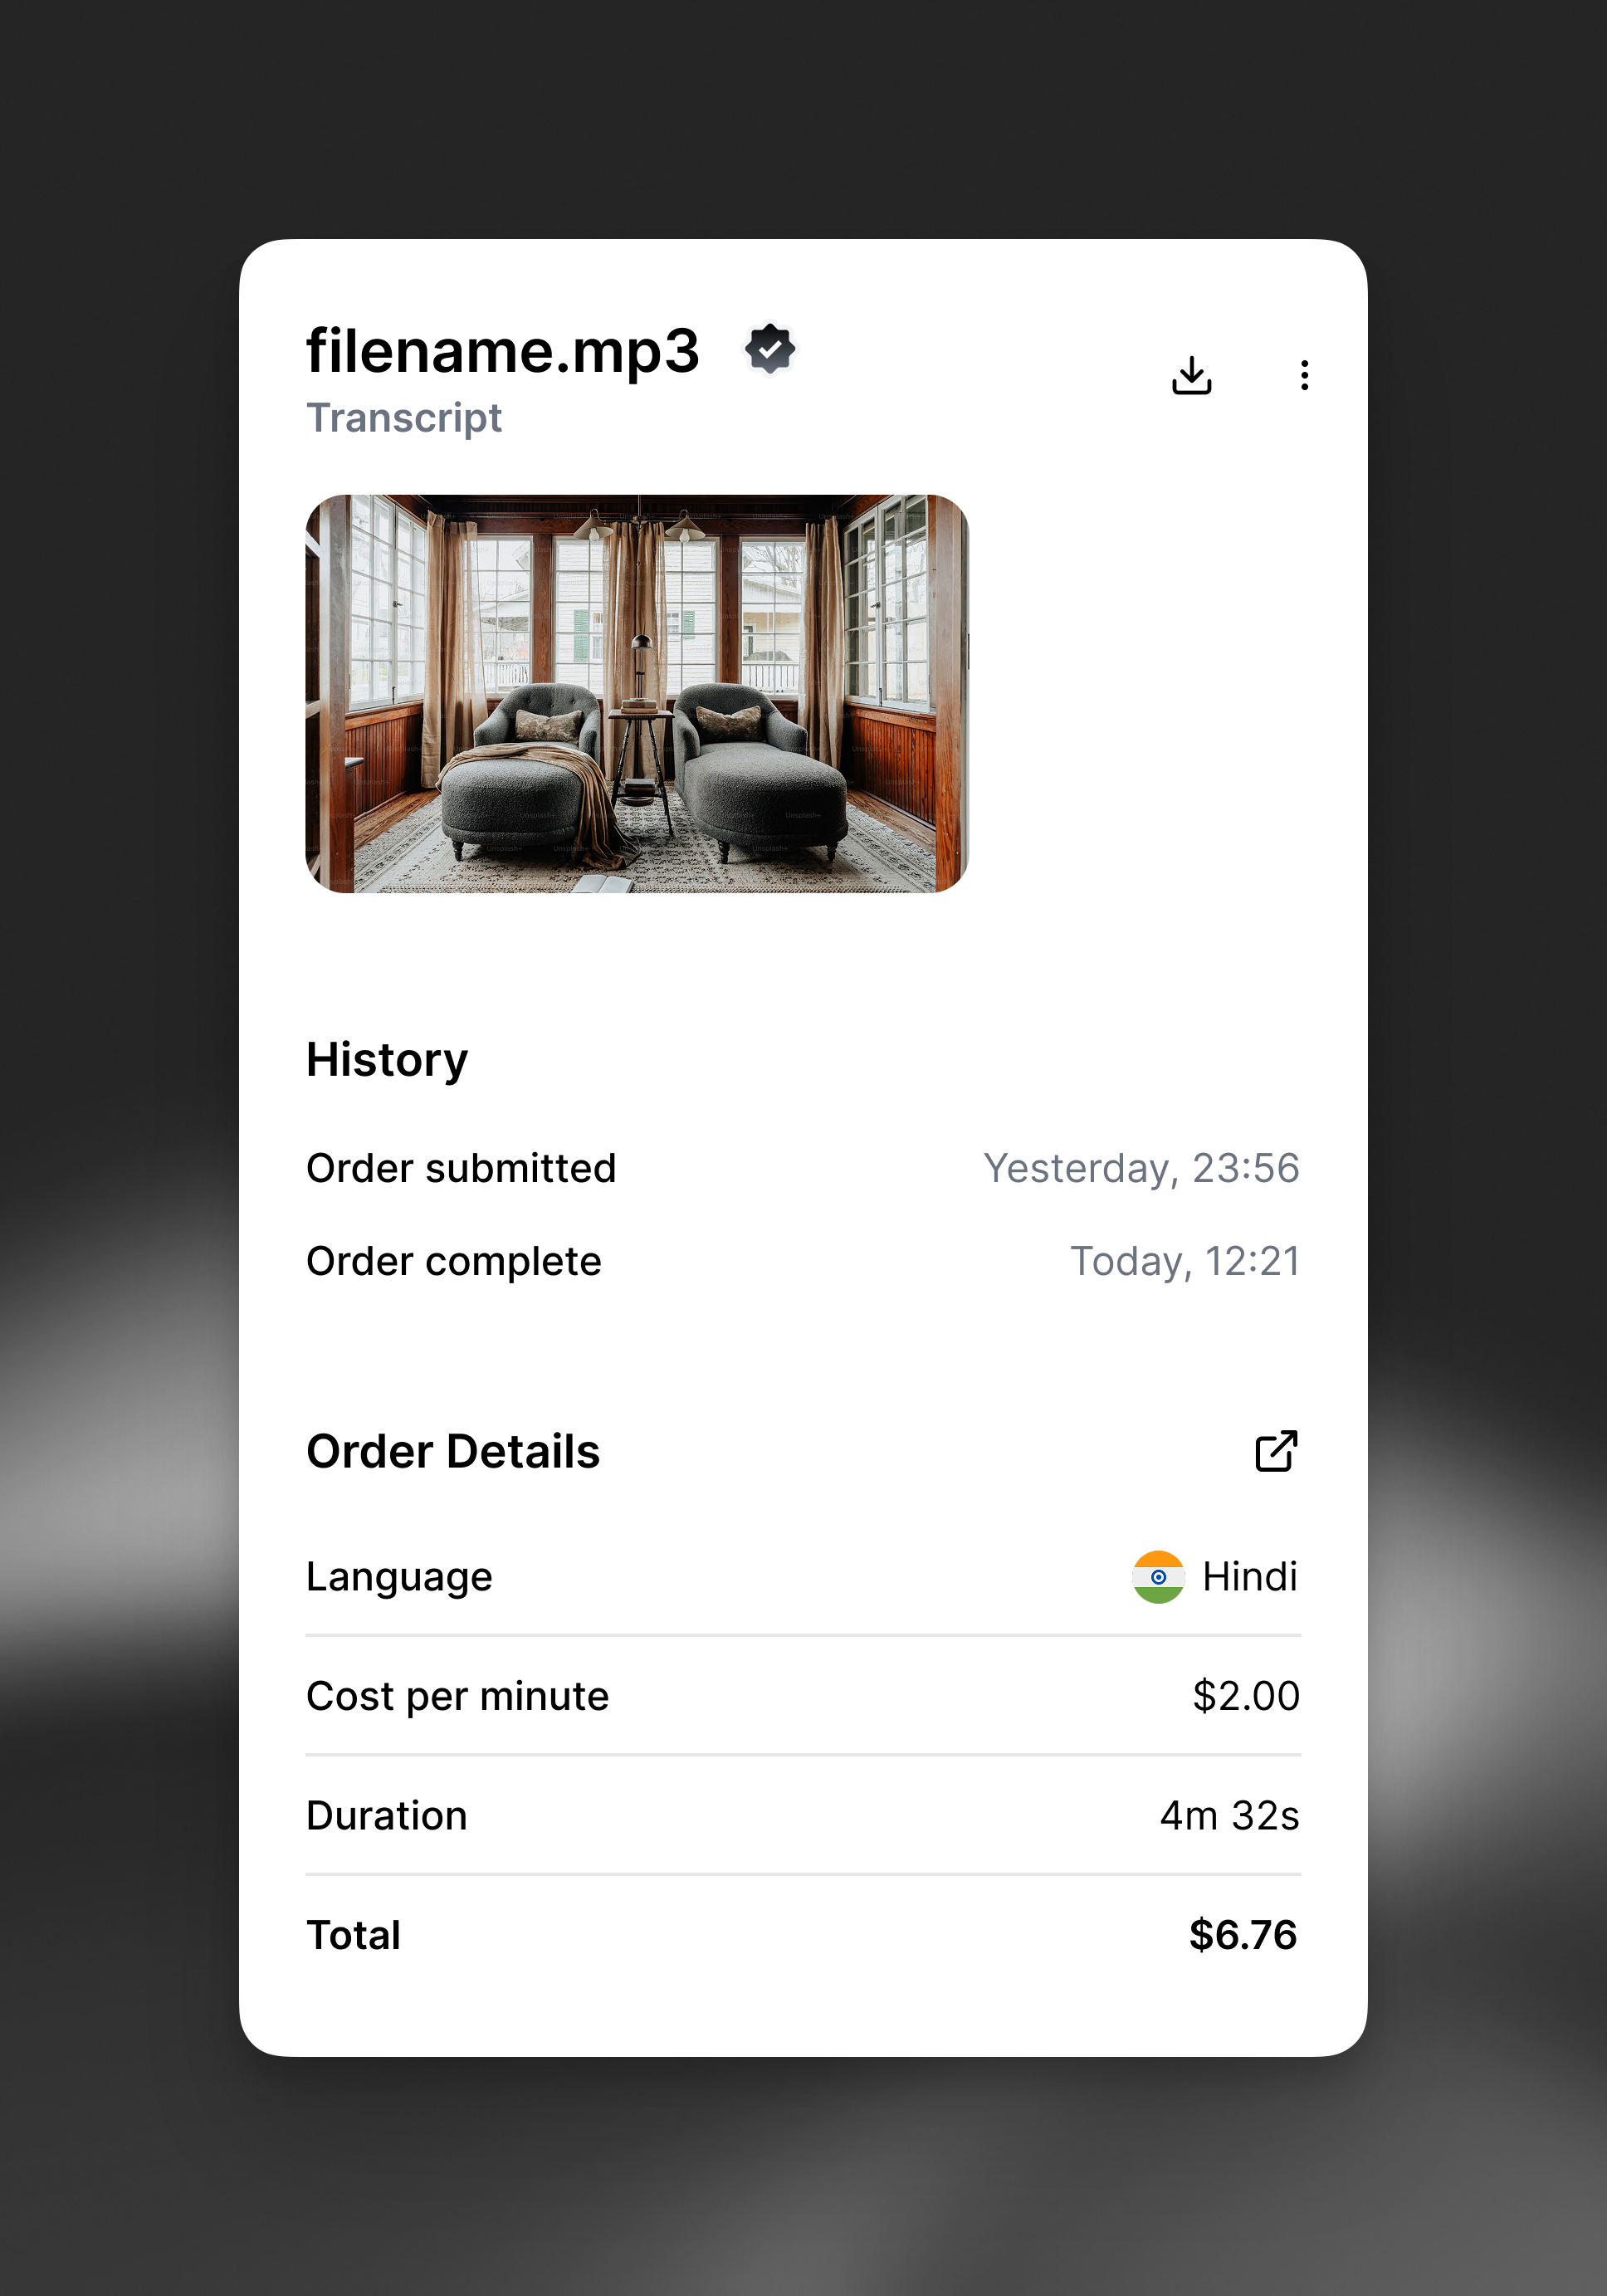 filename.mp3
Transcript
History
Order submitted Yesterday, 23:56
Order complete Today, 12:21
Order Details
Language Hindi
Cost per minute $2.00
Duration 4m 32s
Total $6.76